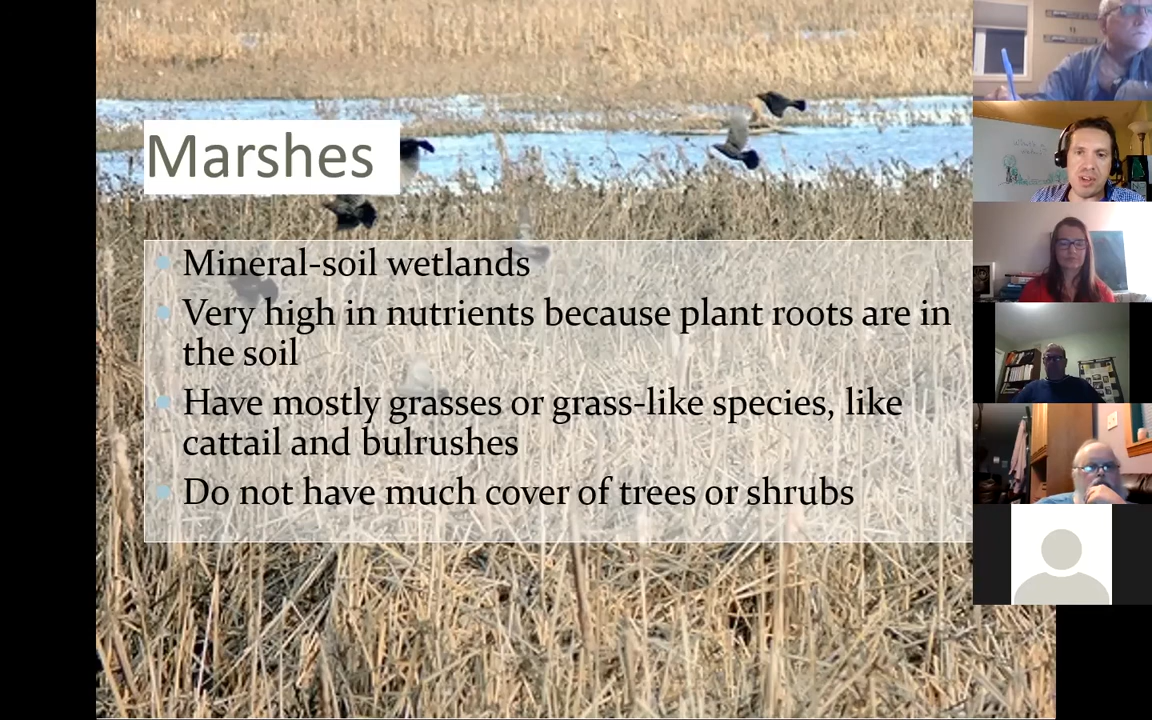 Marshes
Mineral-soil wetlands
Very high in nutrients because plant roots are in
the soil
Have mostly grasses or grass-like species, like
cattail and bulrushes
Do not have much cover of trees or shrubs